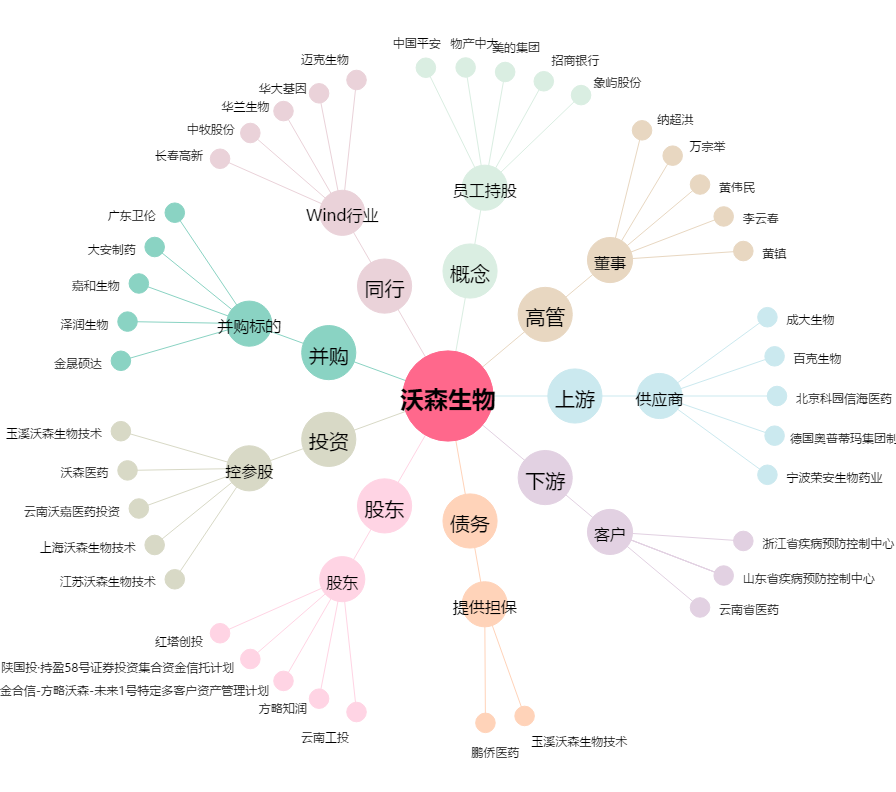 中国平安
物产中大
美的集团
招商银行
象屿股份
员工持股
概念
迈克生物
华大基因
华兰生物
中牧股份
长春高新
Wind行业
同行
纳超洪
万宗举
黄伟民
李云春
黄镇
董事
高管
广东卫伦
大安制药
嘉和生物
泽润生物
金晟硕达
并购标的
并购
沃森生物
上游
供应商
成大生物
百克生物
北京科园信海医药
德国奥普蒂玛集团制
宁波荣安生物药业
玉溪沃森生物技术
沃森医药
云南沃嘉医药投资
上海沃森生物技术
江苏沃森生物技术
控参股
投资
下游
客户
浙江省疾病预防控制中心
山东省疾病预防控制中心
云南省医药
股东
股东
红塔创投
陕国投·持盈58号证券投资集合资金信托计划
金合信-方略沃森-未来1号特定多客户资产管理计划
方略知润
云南工投
债务
提供担保
鹏侨医药
玉溪沃森生物技术